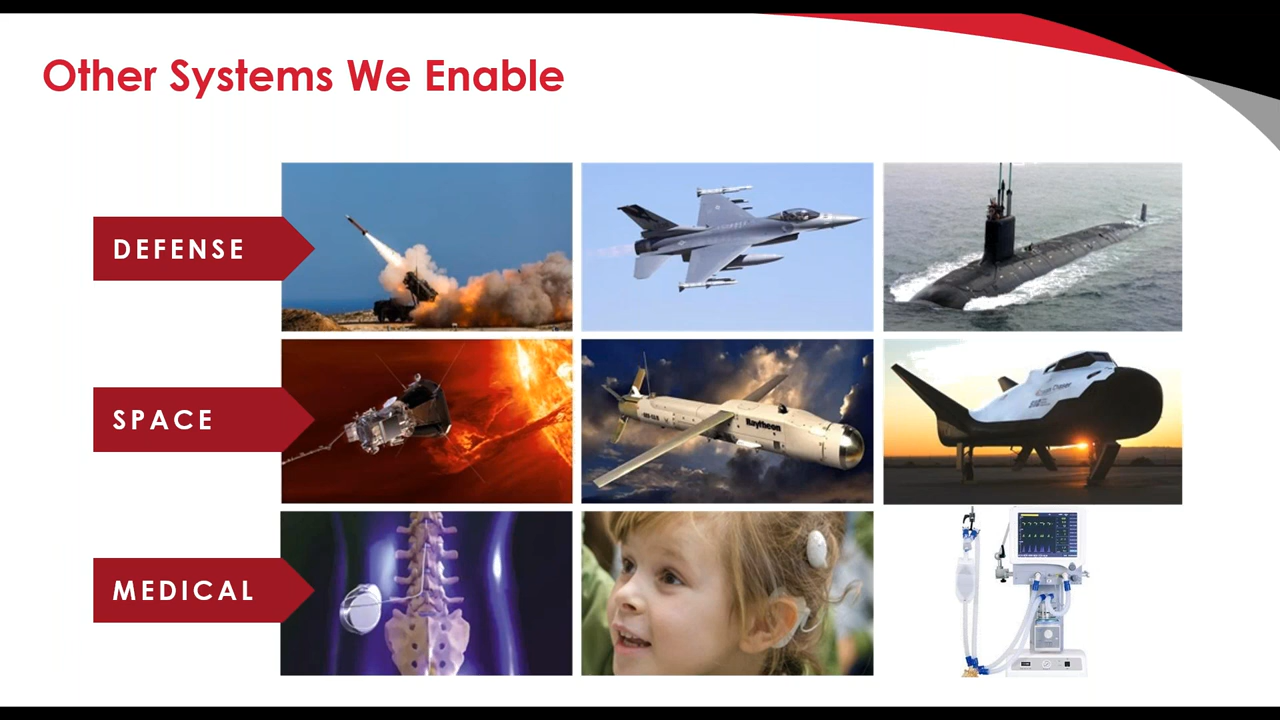 Other Systems We Enable
DEFENSE
SPACE
Raytheon
MEDICAL